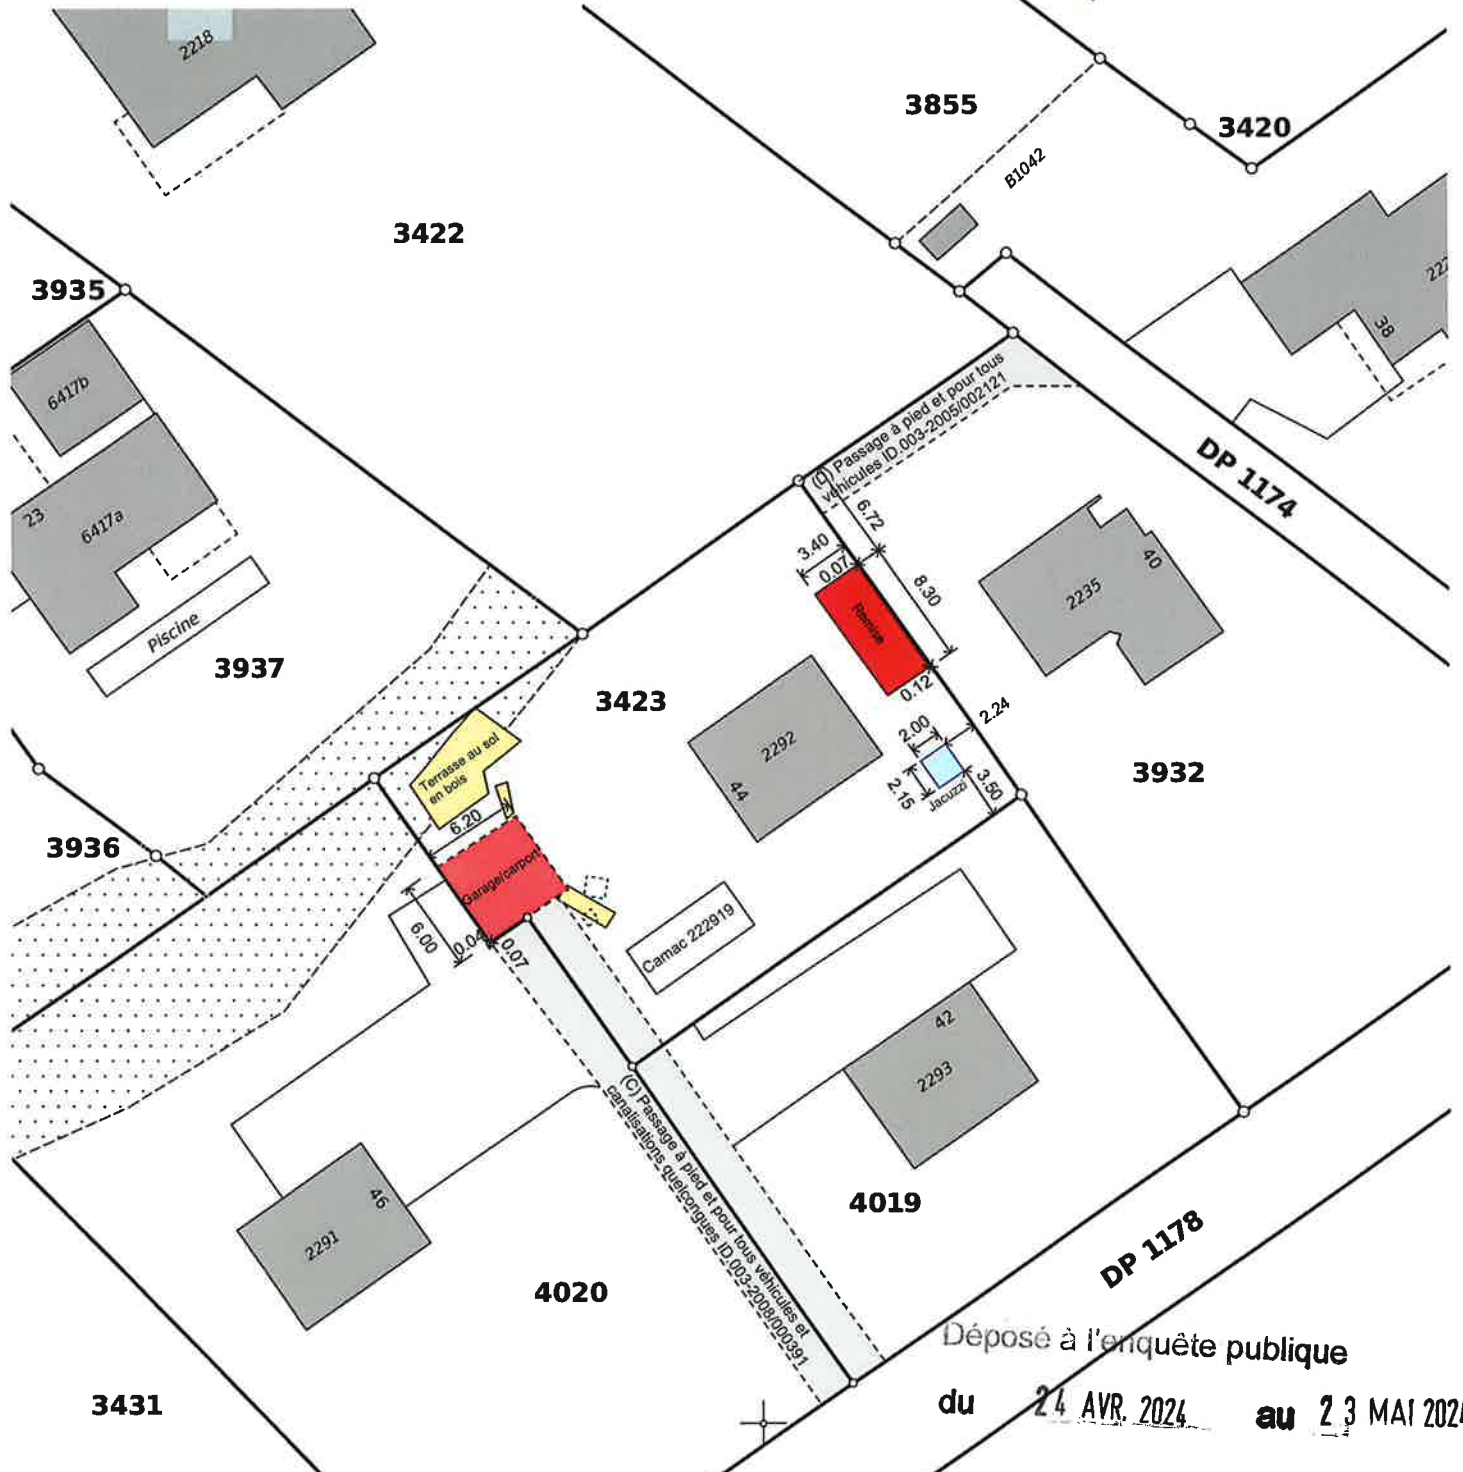 2218
3855
3420
B1042
3422
3935
38
6417b
(D) Passage à pied et pour tous
véhicules ID.003-2005/002121
DP 1174
23
6417a
6.72
3.40
0.07
8.30
40
2235
Remise
Piscine
3937
3423
0.12
2.24
2292
44
2.00
2.15
Jacuzzi
3.50
3932
Terrasse au sol
en bois
6.20
3936
Garage/carport
6.00
0.04
0.07
Camac 222919
42
2293
(C) Passage à pied et pour tous véhicules et
canalisations quelconques ID.003-2008/000391
46
2291
4019
4020
DP 1178
3431
Déposé à l'enquête publique
du 24 AVR. 2024 au 23 MAI 2024